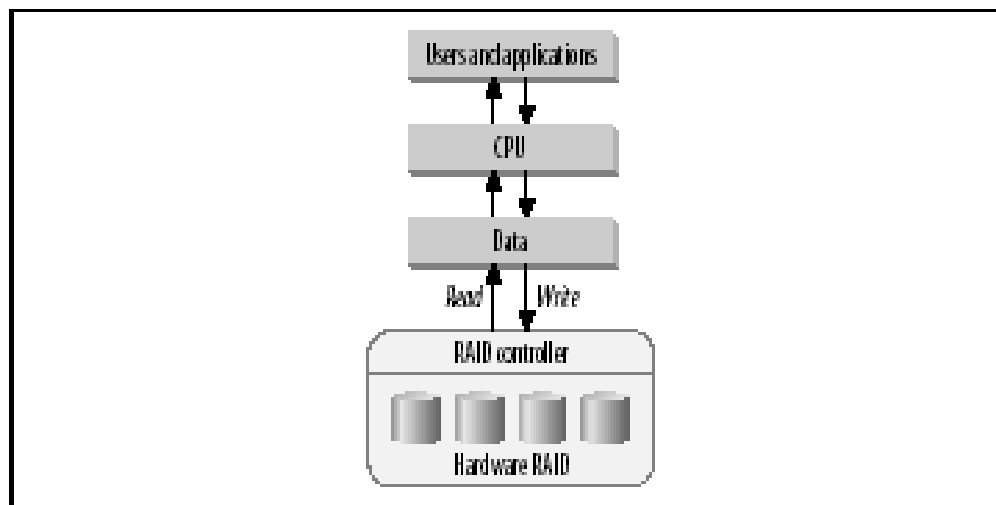 Users and applications
CPU
Data
Read Write
RAID controller
Hardware RAID